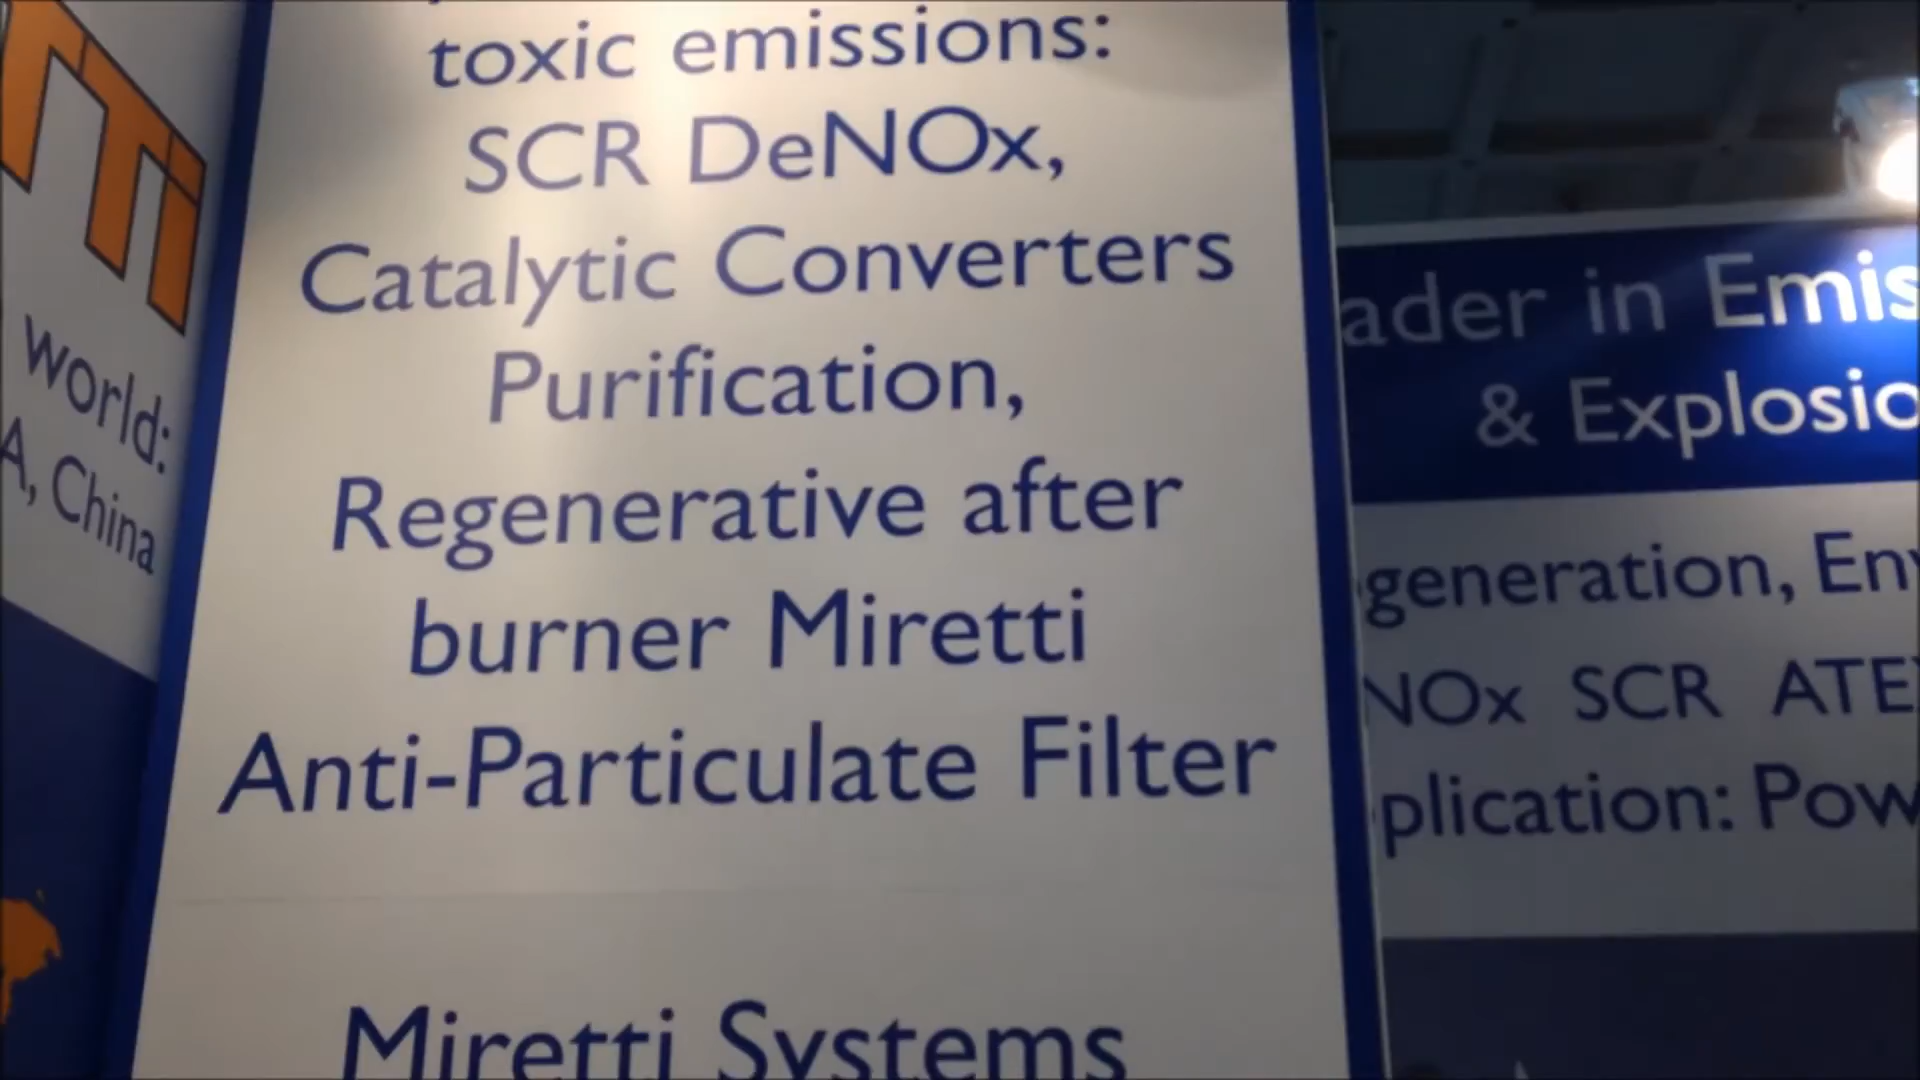 toxic emissions:
SCR DeNOx,
Catalytic Converters
Purification,
Regenerative after
burner Miretti
Anti-Particulate Filter
Miretti Systems
world:
A, China
ader in Emis
& Explosio
generation, Env
NOx SCR ATE
plication: Pow